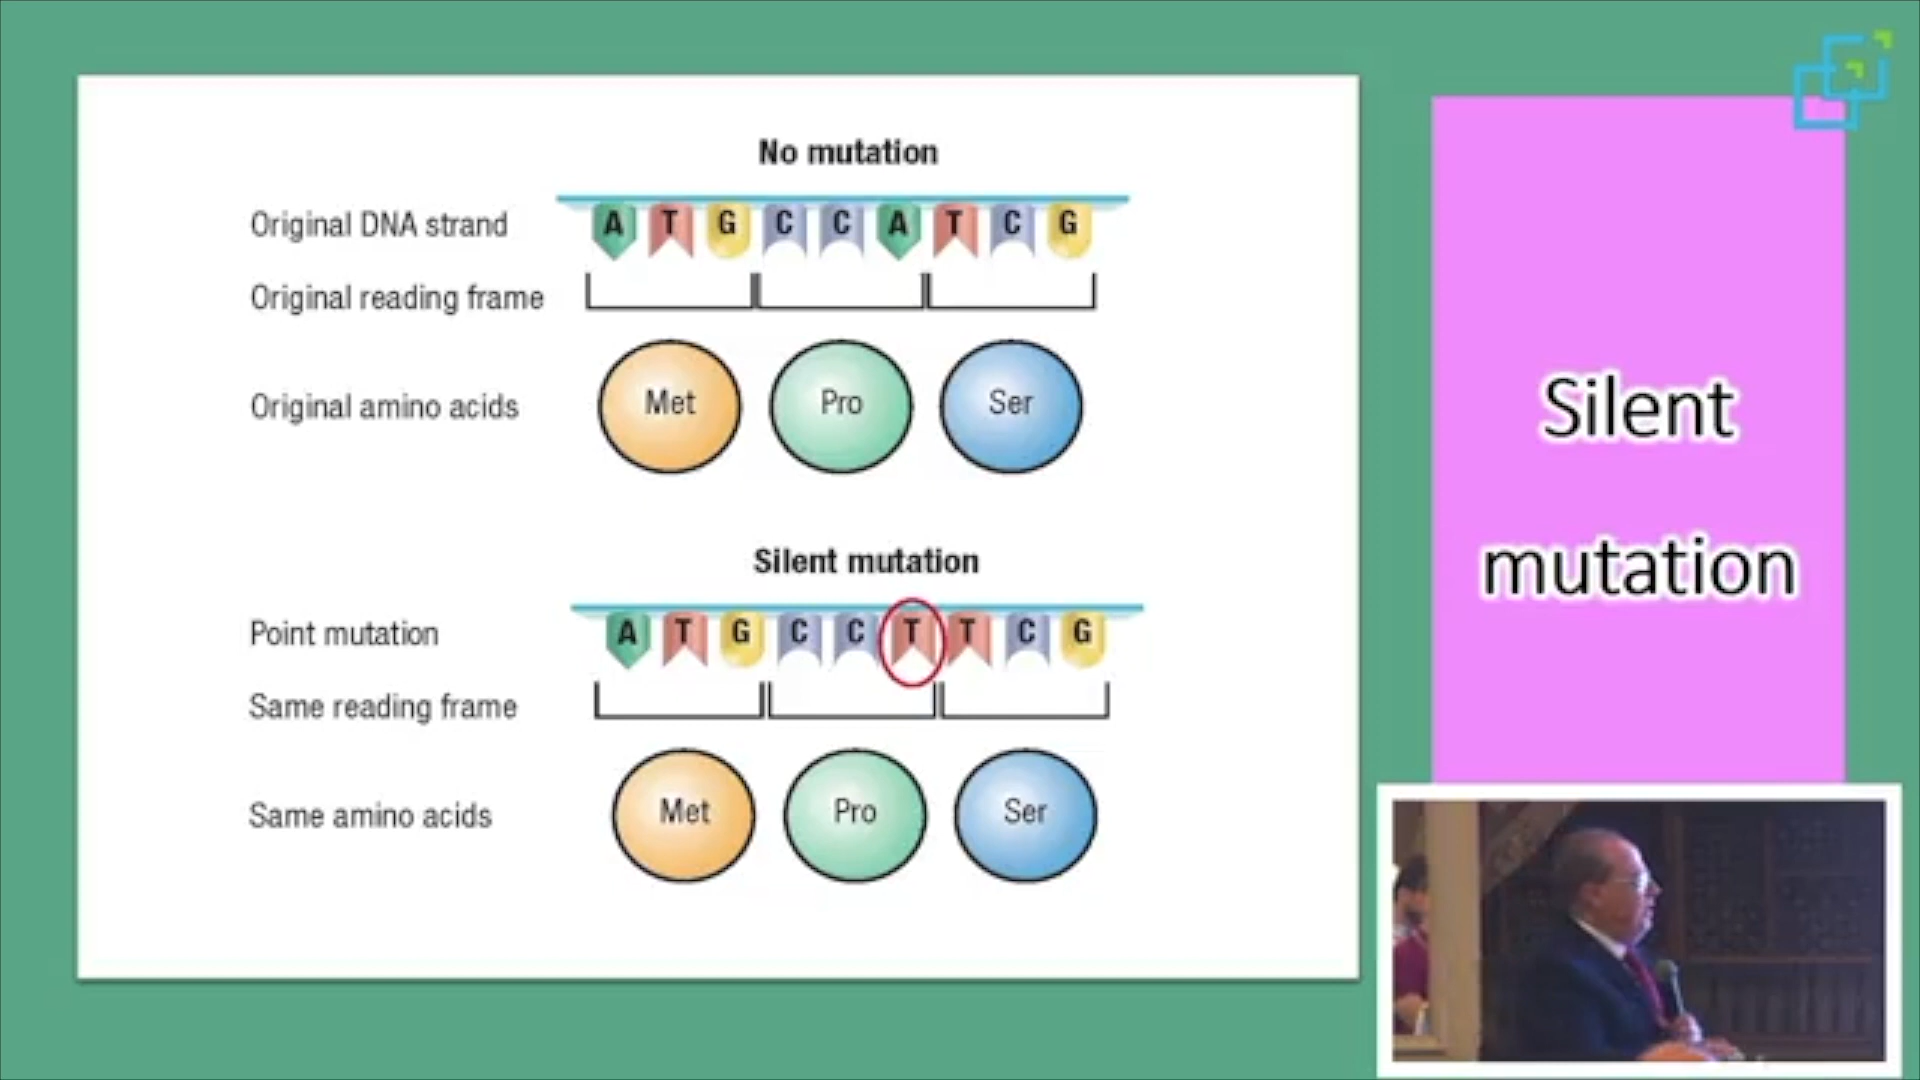 No mutation
Original DNA strand
A T G C C A T C G
Original reading frame
Original amino acids
Met Pro Ser
Silent mutation
Point mutation
A T G C C T T C G
Same reading frame
Same amino acids
Met Pro Ser
Silent
mutation